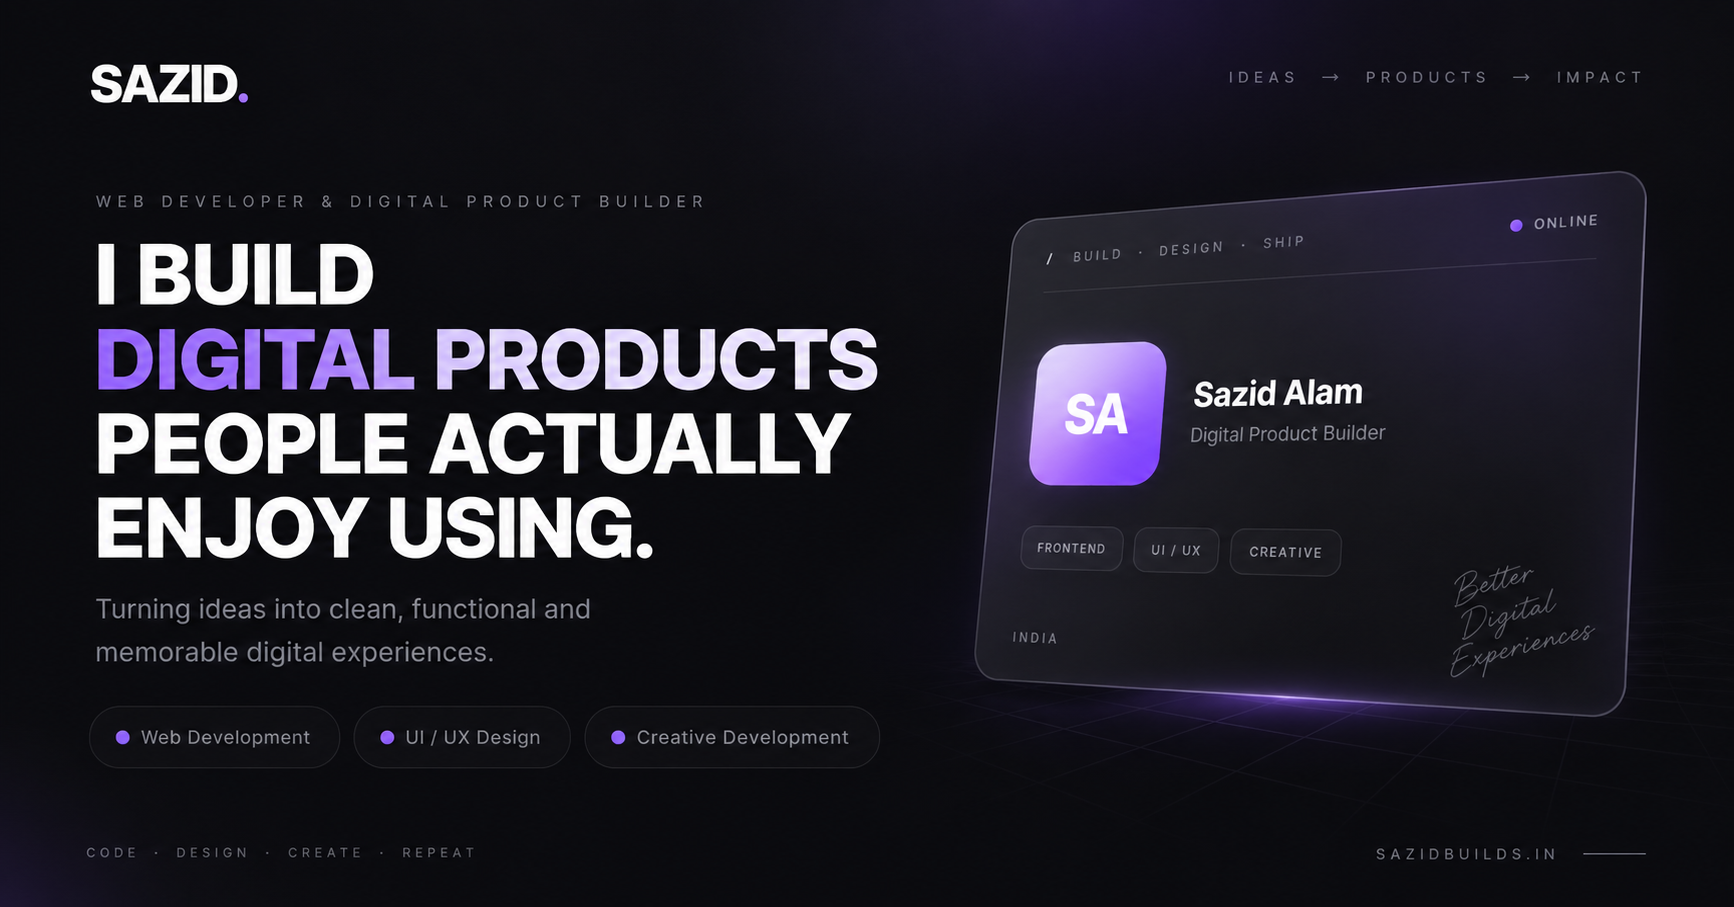 SAZID.
IDEAS → PRODUCTS → IMPACT
WEB DEVELOPER & DIGITAL PRODUCT BUILDER
I BUILD
DIGITAL PRODUCTS
PEOPLE ACTUALLY
ENJOY USING.
Turning ideas into clean, functional and
memorable digital experiences.
Web Development
UI / UX Design
Creative Development
/ BUILD · DESIGN · SHIP
ONLINE
SA
Sazid Alam
Digital Product Builder
FRONTEND
UI / UX
CREATIVE
INDIA
Better
Digital
Experiences
CODE · DESIGN · CREATE · REPEAT
SAZIDBUILDS.IN